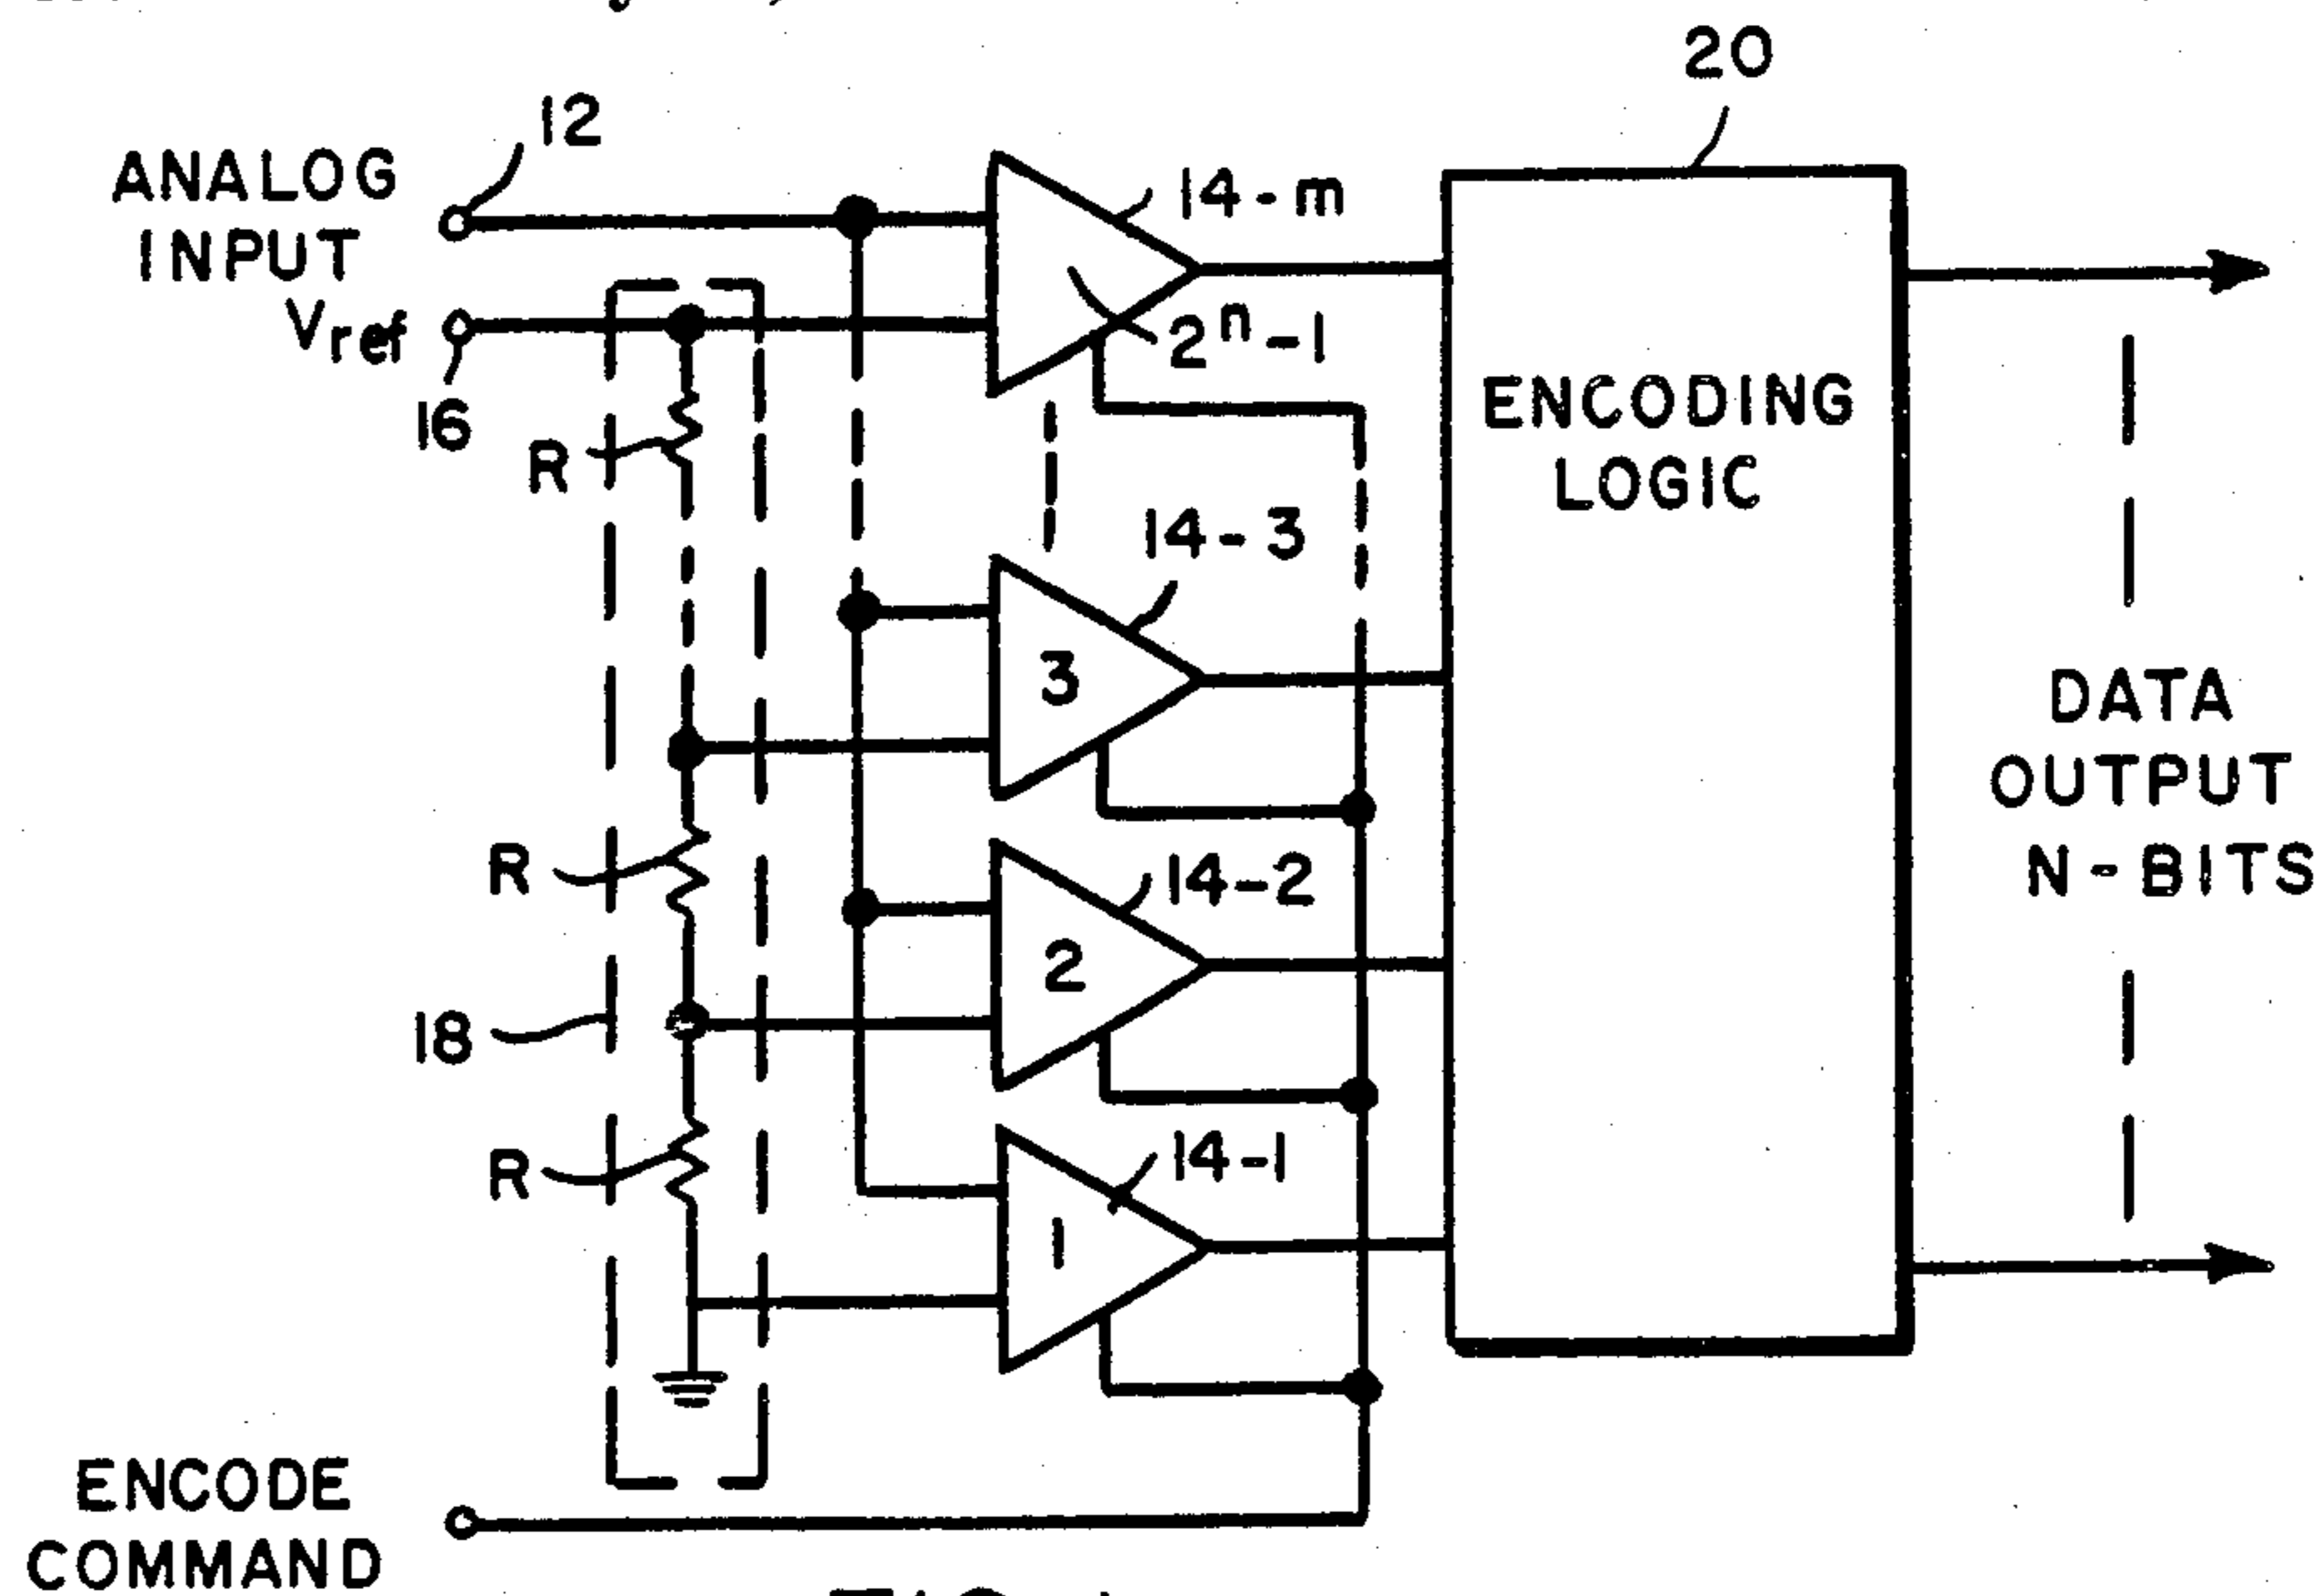 20
12
ANALOG
INPUT
14-m
Vref
2ⁿ-1
16
R
ENCODING
LOGIC
14-3
3
DATA
OUTPUT
N-BITS
R
14-2
2
18
R
14-1
1
ENCODE
COMMAND